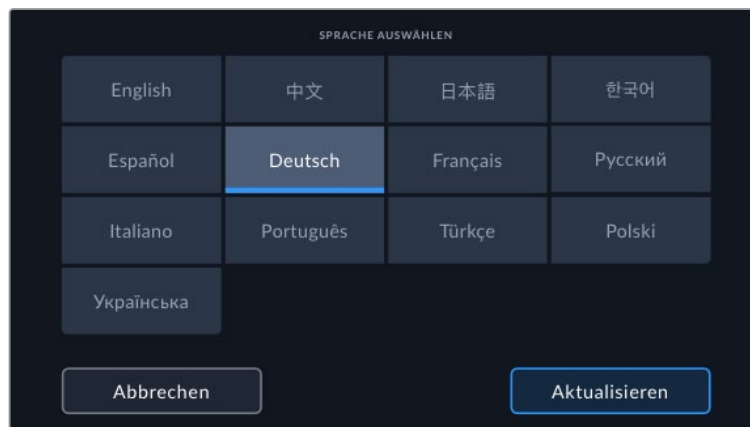 SPRACHE AUSWÄHLEN
English 中文 日本語 한국어
Español Deutsch Français Русский
Italiano Português Türkçe Polski
Українська
Abbrechen Aktualisieren